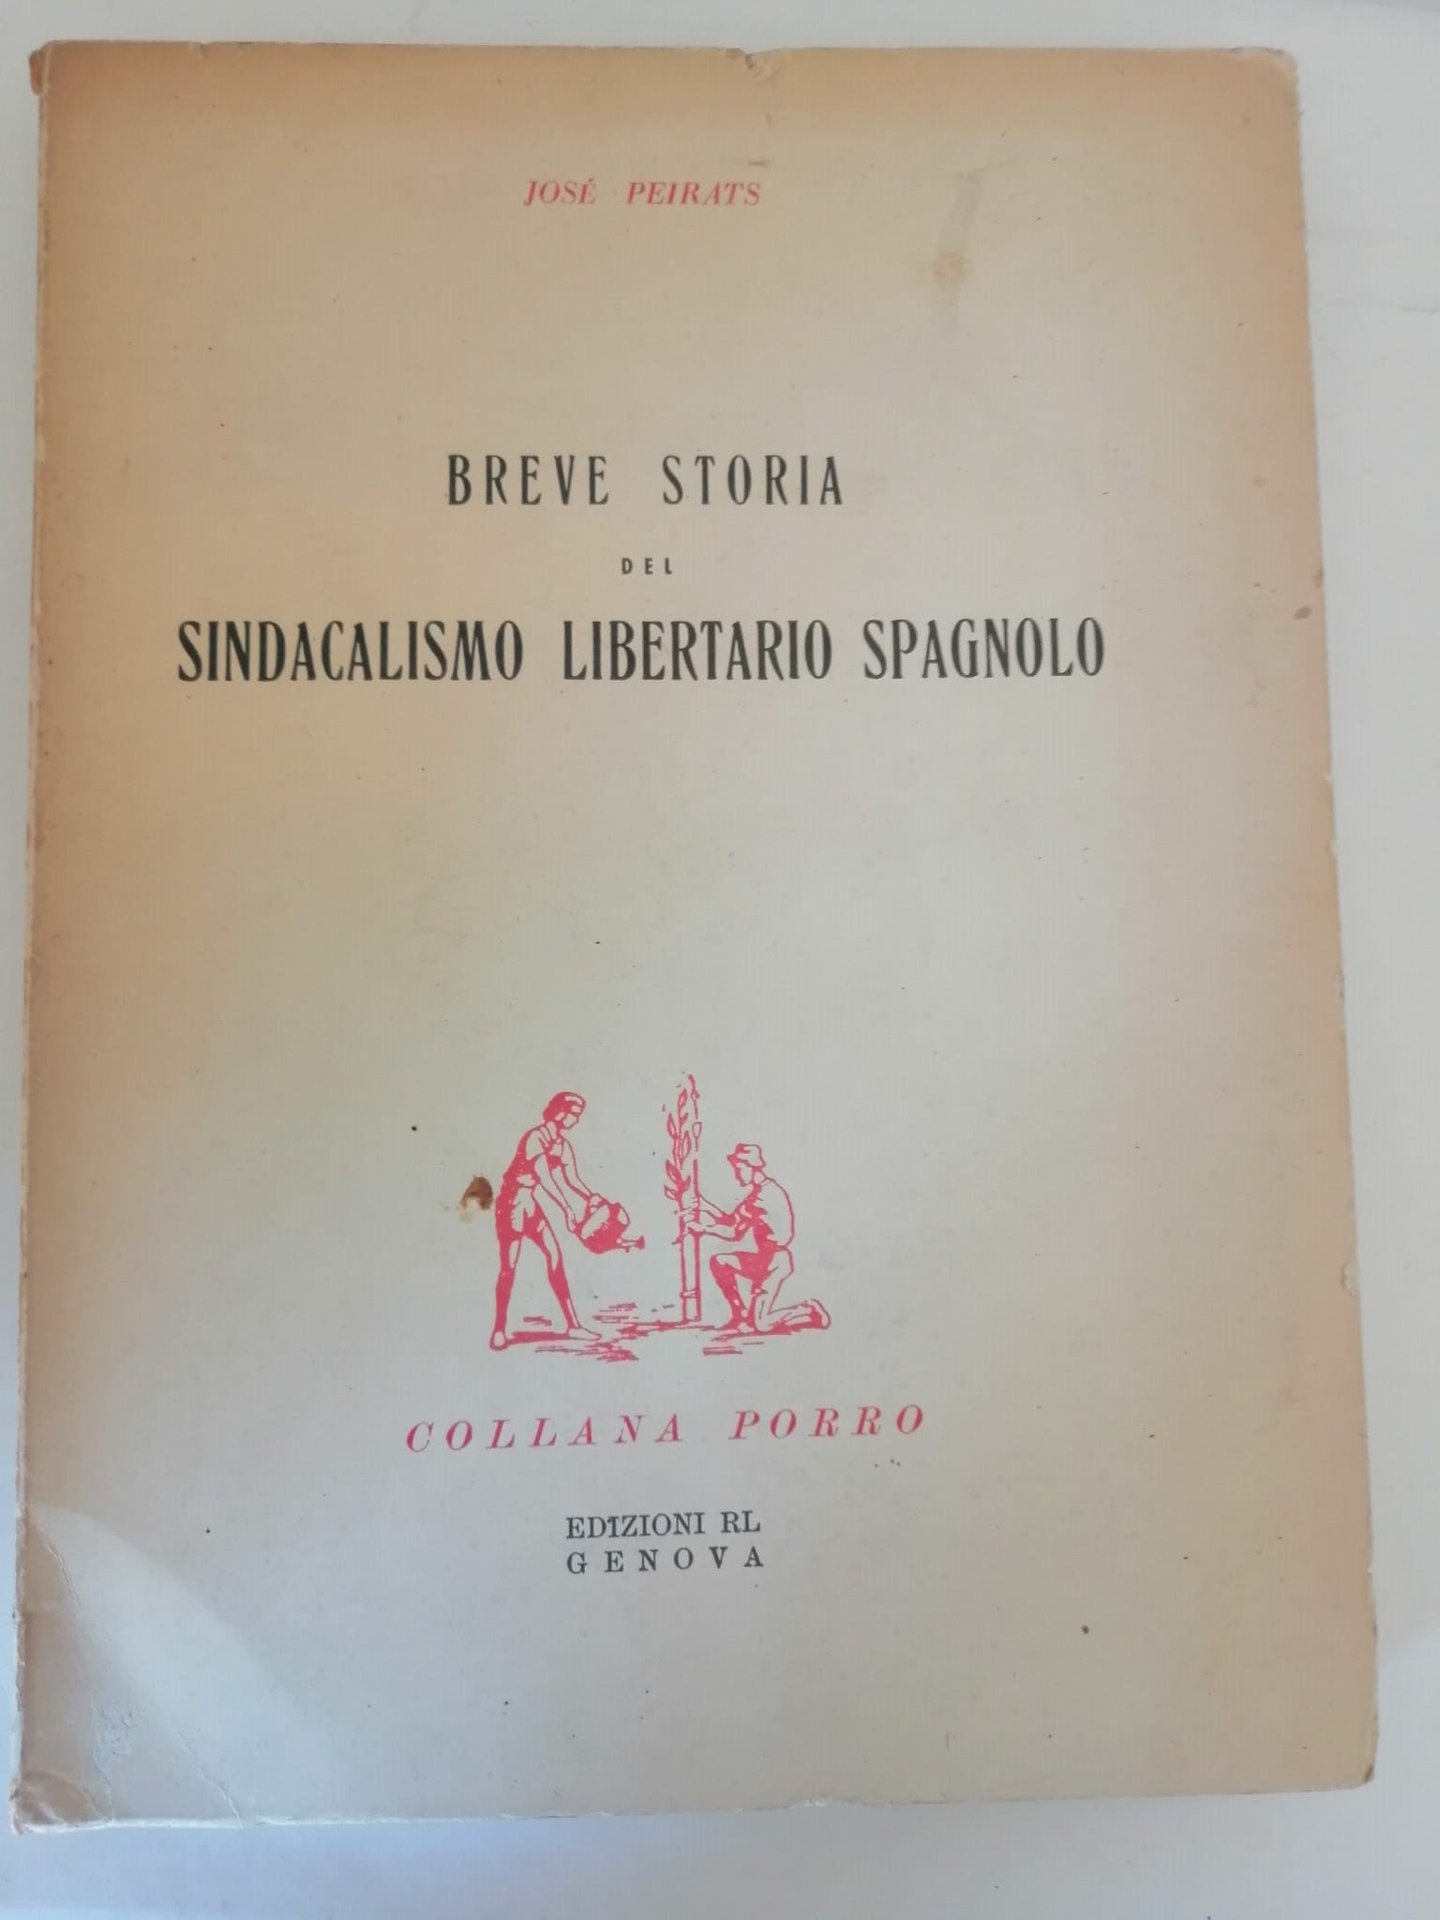 JOSÉ PEIRATS
BREVE STORIA
DEL
SINDACALISMO LIBERTARIO SPAGNOLO
COLLANA PORRO
EDIZIONI RL
GENOVA